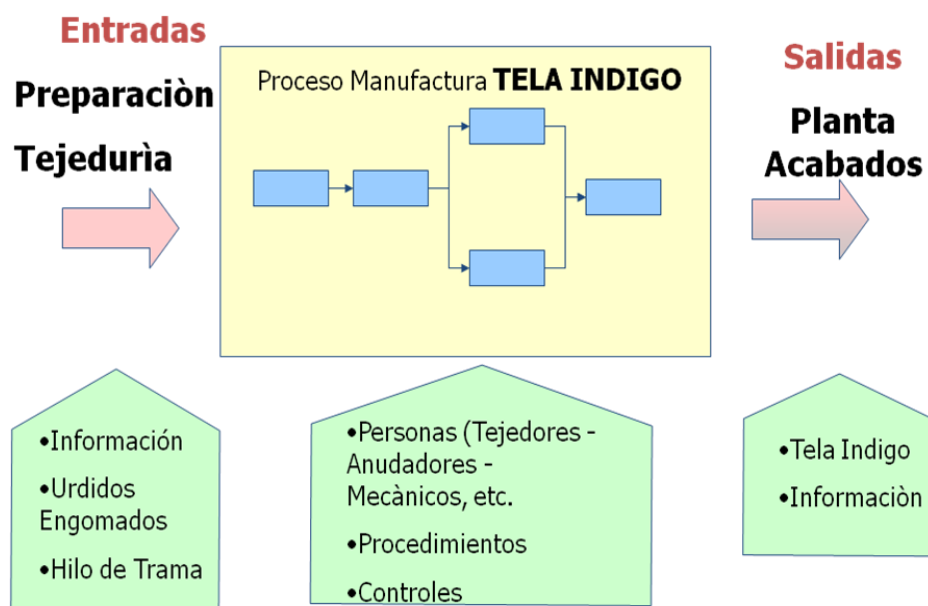 Entradas
Preparaciòn
Tejedurìa
Proceso Manufactura TELA INDIGO
Salidas
Planta
Acabados
•Información
•Urdidos
Engomados
•Hilo de Trama
•Personas (Tejedores -
Anudadores -
Mecànicos, etc.
•Procedimientos
•Controles
•Tela Indigo
•Informaciòn